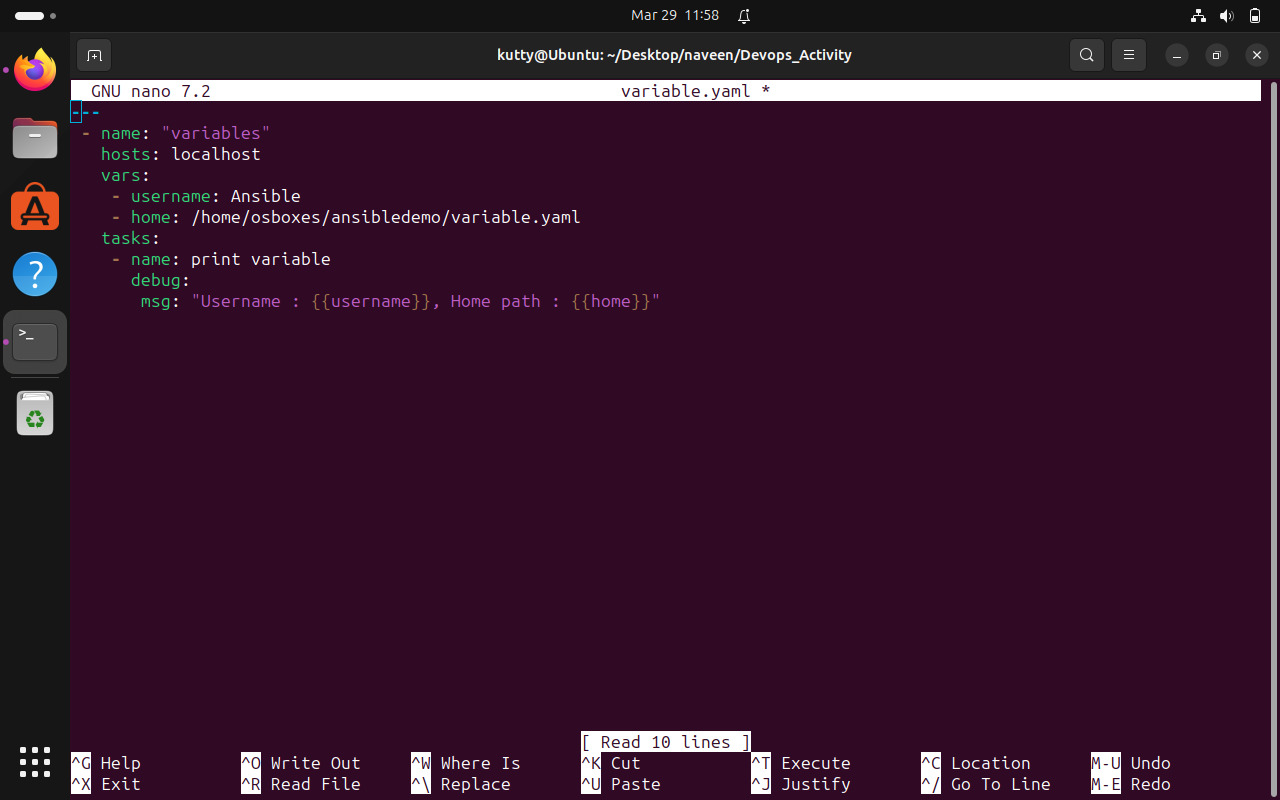 Mar 29 11:58
kutty@Ubuntu: ~/Desktop/naveen/Devops_Activity
GNU nano 7.2 variable.yaml *
---
- name: "variables"
hosts: localhost
vars:
- username: Ansible
- home: /home/osboxes/ansibledemo/variable.yaml
tasks:
- name: print variable
debug:
msg: "Username : {{username}}, Home path : {{home}}"
[ Read 10 lines ]
^G Help ^O Write Out ^W Where Is ^K Cut ^T Execute ^C Location M-U Undo
^X Exit ^R Read File ^\ Replace ^U Paste ^J Justify ^/ Go To Line M-E Redo